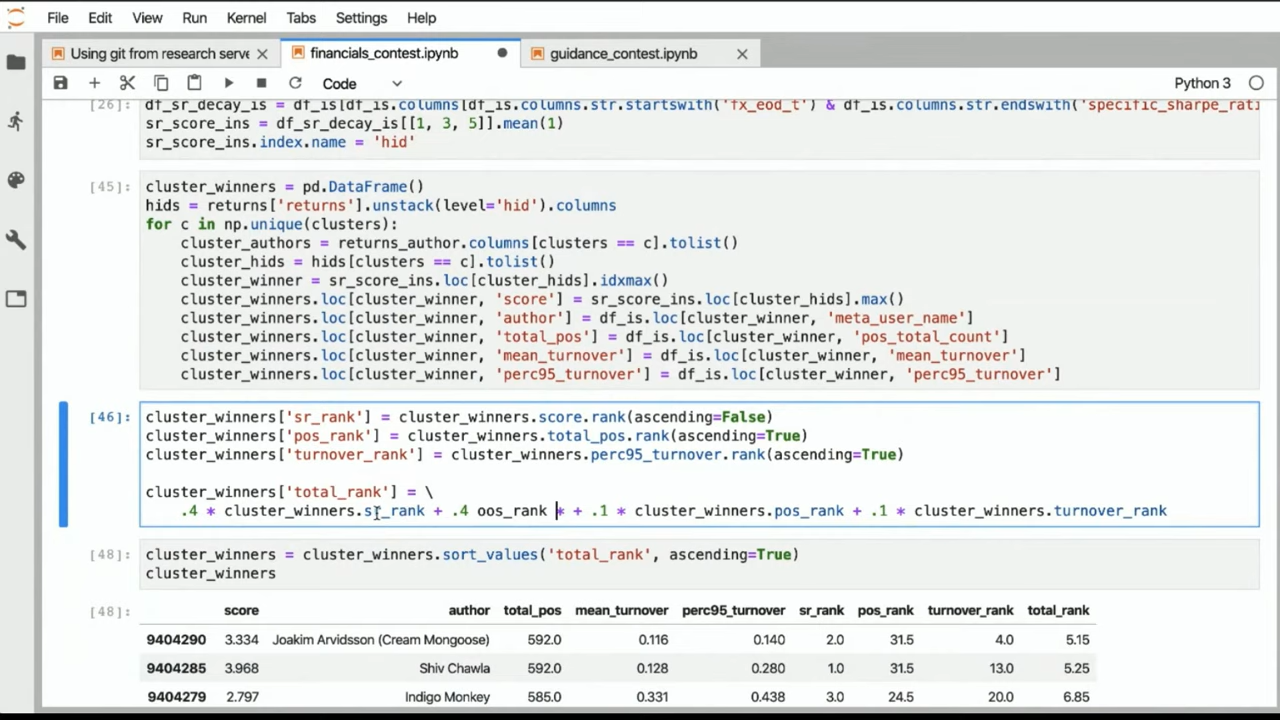 File Edit View Run Kernel Tabs Settings Help
Using git from research serve financials_contest.ipynb guidance_contest.ipynb
Code Python 3
[26] df_sr_decay_is = df_is[df_is.columns[df_is.columns.str.startswith('fx_eod_t') & df_is.columns.str.endswith('specific_sharpe_rati
sr_score_ins = df_sr_decay_is[[1, 3, 5]].mean(1)
sr_score_ins.index.name = 'hid'
[45]: cluster_winners = pd.DataFrame()
hids = returns['returns'].unstack(level='hid').columns
for c in np.unique(clusters):
    cluster_authors = returns_author.columns[clusters == c].tolist()
    cluster_hids = hids[clusters == c].tolist()
    cluster_winner = sr_score_ins.loc[cluster_hids].idxmax()
    cluster_winners.loc[cluster_winner, 'score'] = sr_score_ins.loc[cluster_hids].max()
    cluster_winners.loc[cluster_winner, 'author'] = df_is.loc[cluster_winner, 'meta_user_name']
    cluster_winners.loc[cluster_winner, 'total_pos'] = df_is.loc[cluster_winner, 'pos_total_count']
    cluster_winners.loc[cluster_winner, 'mean_turnover'] = df_is.loc[cluster_winner, 'mean_turnover']
    cluster_winners.loc[cluster_winner, 'perc95_turnover'] = df_is.loc[cluster_winner, 'perc95_turnover']
[46]: cluster_winners['sr_rank'] = cluster_winners.score.rank(ascending=False)
cluster_winners['pos_rank'] = cluster_winners.total_pos.rank(ascending=True)
cluster_winners['turnover_rank'] = cluster_winners.perc95_turnover.rank(ascending=True)
cluster_winners['total_rank'] = \
    .4 * cluster_winners.sr_rank + .4 oos_rank * + .1 * cluster_winners.pos_rank + .1 * cluster_winners.turnover_rank
[48]: cluster_winners = cluster_winners.sort_values('total_rank', ascending=True)
cluster_winners
[48]: score author total_pos mean_turnover perc95_turnover sr_rank pos_rank turnover_rank total_rank
9404290 3.334 Joakim Arvidsson (Cream Mongoose) 592.0 0.116 0.140 2.0 31.5 4.0 5.15
9404285 3.968 Shiv Chawla 592.0 0.128 0.280 1.0 31.5 13.0 5.25
9404279 2.797 Indigo Monkey 585.0 0.331 0.438 3.0 24.5 20.0 6.85